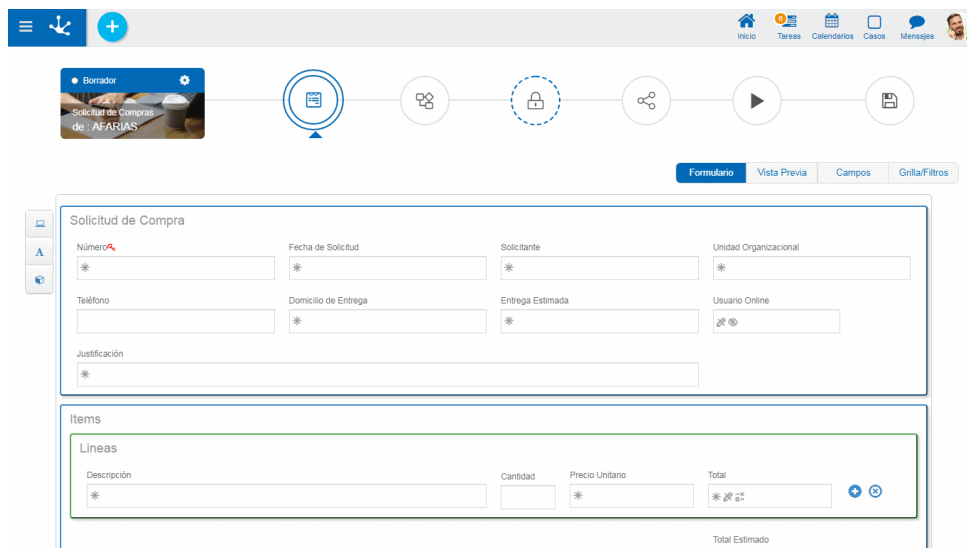 6
Inicio Tareas Calendarios Casos Mensajes
Borrador
Solicitud de Compras
de : AFARIAS
Formulario Vista Previa Campos Grilla/Filtros
A
Solicitud de Compra
Número Fecha de Solicitud Solicitante Unidad Organizacional
Teléfono Domicilio de Entrega Entrega Estimada Usuario Online
Justificación
Items
Lineas
Descripción Cantidad Precio Unitario Total
Total Estimado